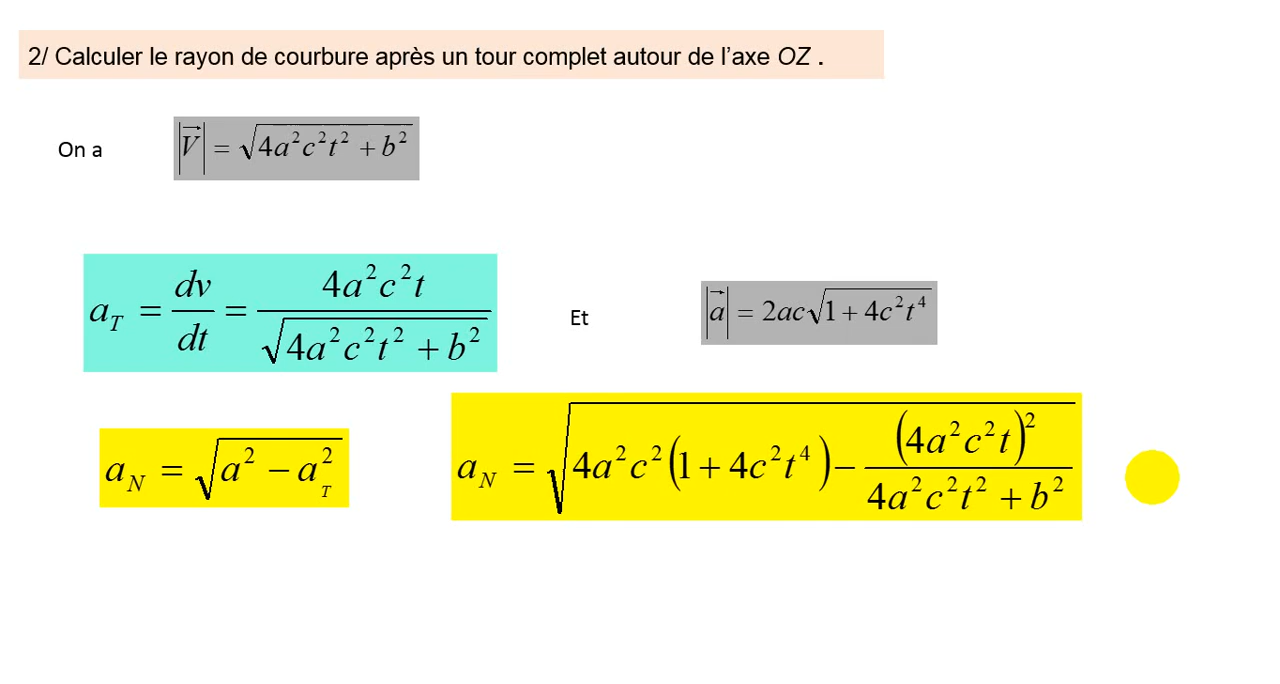 2/ Calculer le rayon de courbure après un tour complet autour de l’axe OZ .
On a |V⃗| = √(4a²c²t² + b²)
a_T = dv/dt = 4a²c²t / √(4a²c²t² + b²) Et |a⃗| = 2ac√(1 + 4c²t⁴)
a_N = √(a² − a_T²) a_N = √(4a²c²(1 + 4c²t⁴) − (4a²c²t)² / (4a²c²t² + b²))